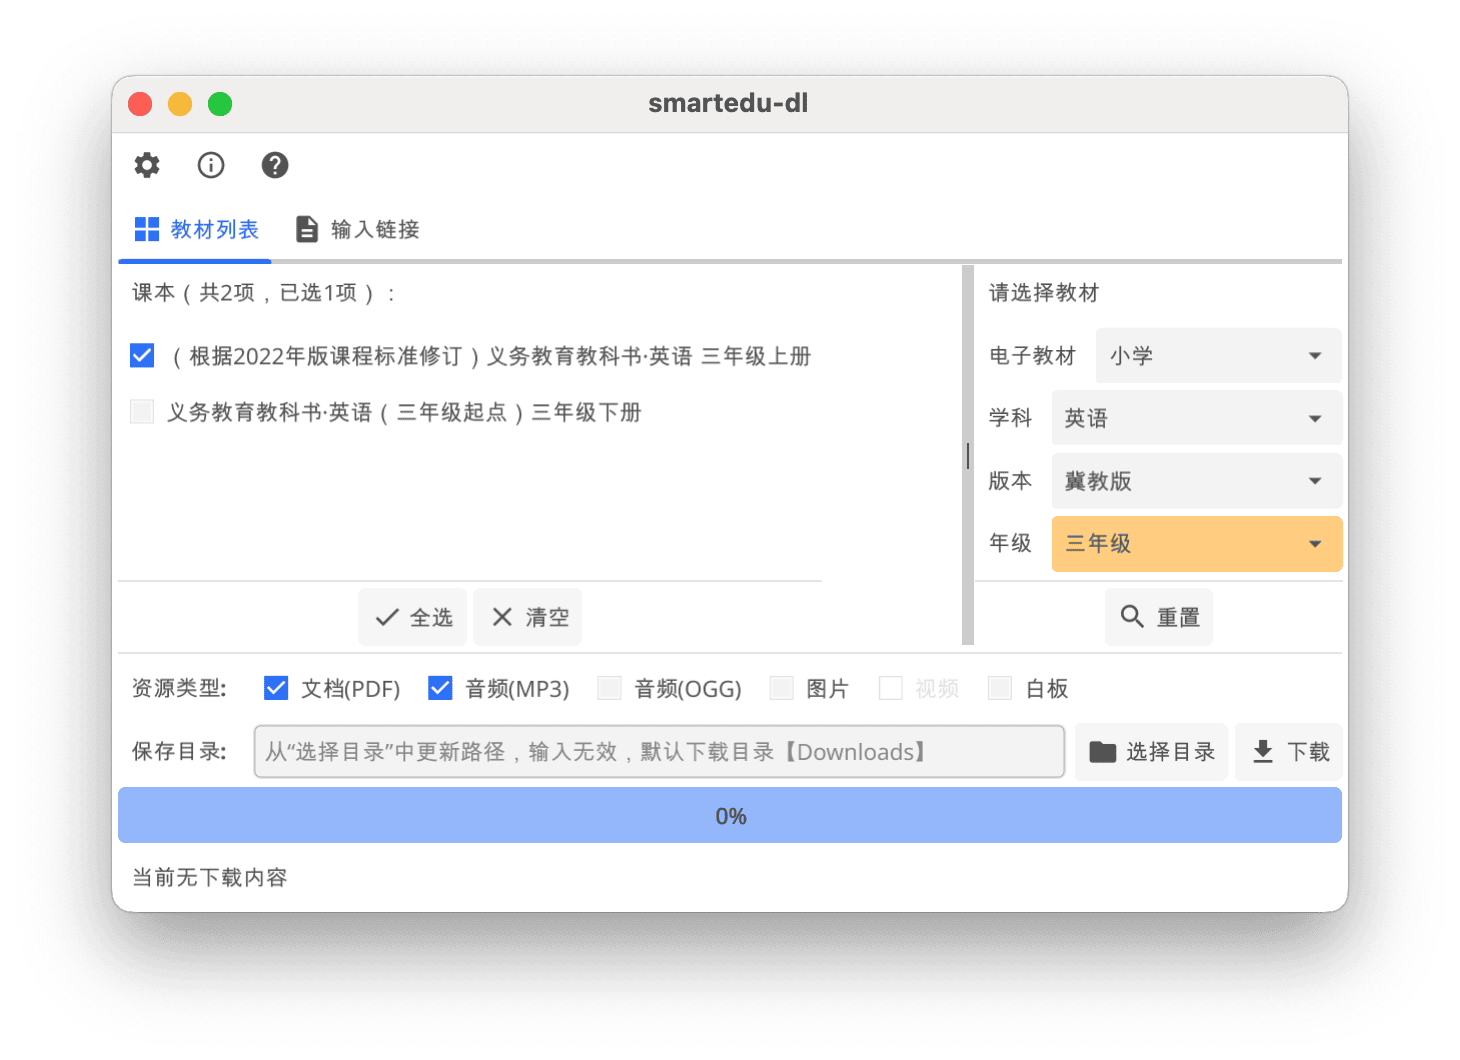 smartedu-dl
教材列表 输入链接
课本（共2项，已选1项）：
（根据2022年版课程标准修订）义务教育教科书·英语 三年级上册
义务教育教科书·英语（三年级起点）三年级下册
全选 清空
请选择教材
电子教材 小学
学科 英语
版本 冀教版
年级 三年级
重置
资源类型: 文档(PDF) 音频(MP3) 音频(OGG) 图片 视频 白板
保存目录: 从“选择目录”中更新路径，输入无效，默认下载目录【Downloads】 选择目录 下载
0%
当前无下载内容